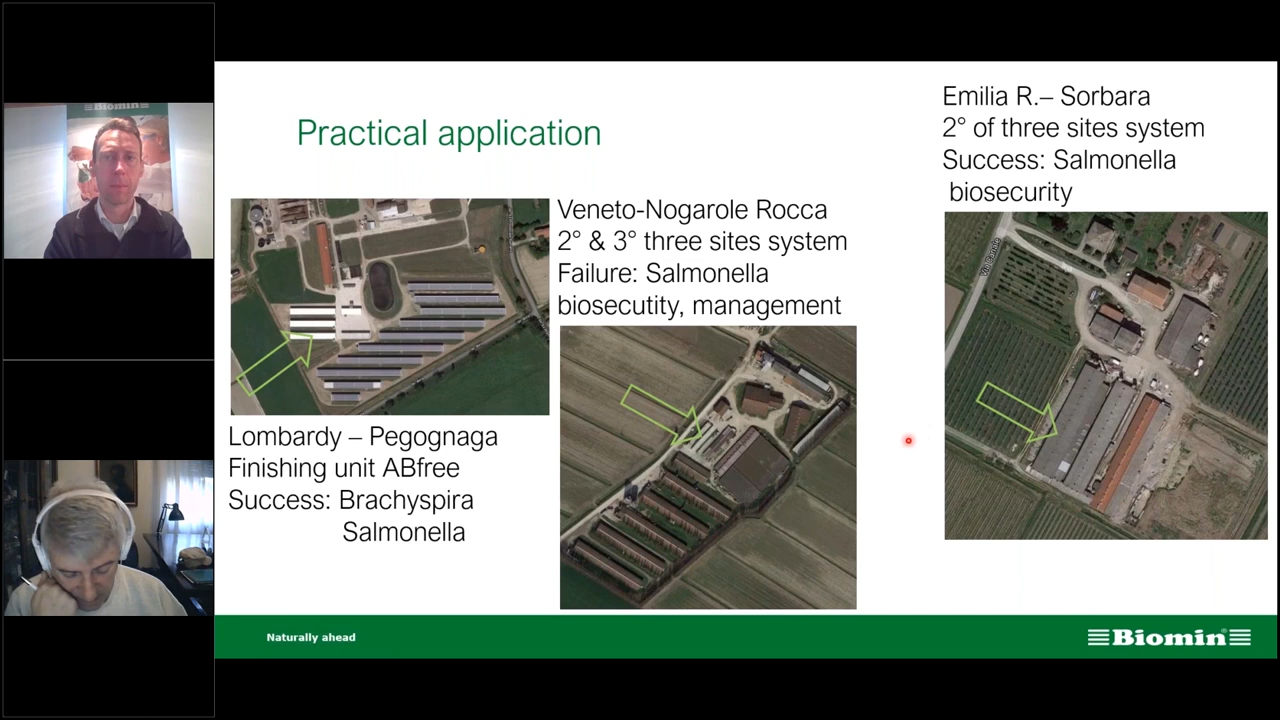 Biomin
Practical application
Lombardy – Pegognaga
Finishing unit ABfree
Success: Brachyspira
Salmonella
Veneto-Nogarole Rocca
2° & 3° three sites system
Failure: Salmonella
biosecutity, management
Emilia R.– Sorbara
2° of three sites system
Success: Salmonella
biosecurity
Naturally ahead
Biomin